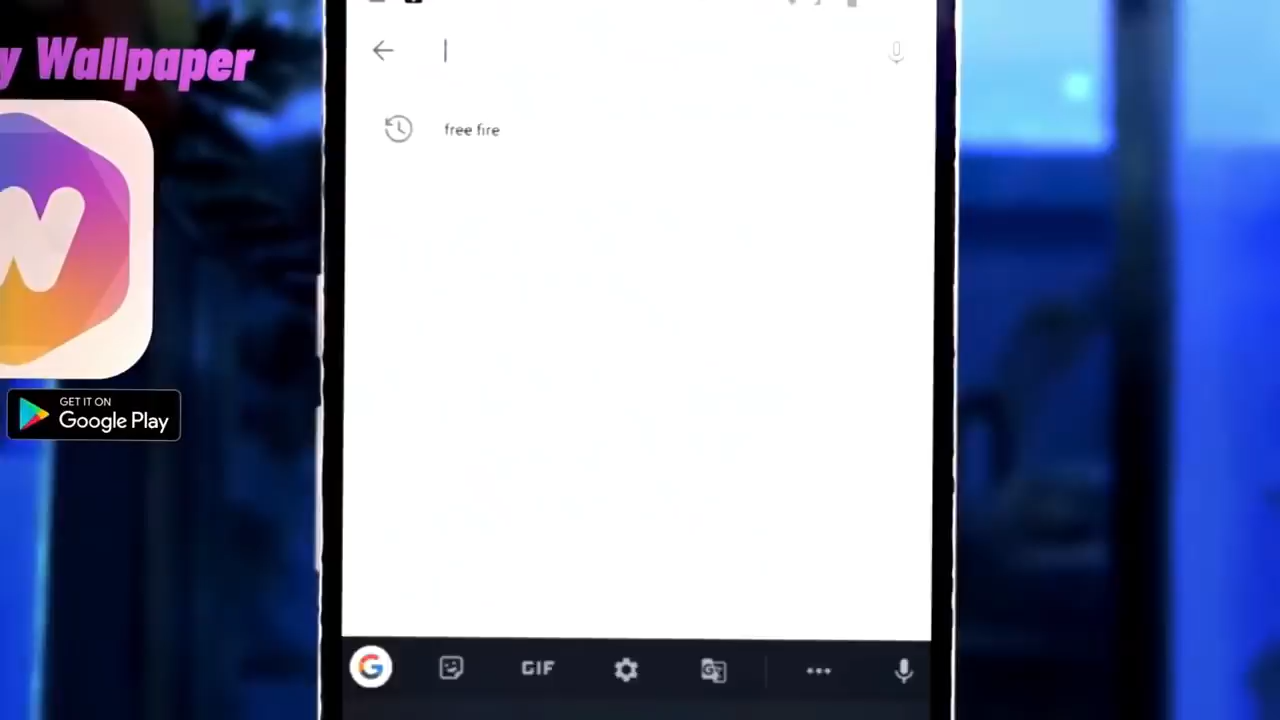 y Wallpaper
W
GET IT ON
Google Play
free fire
G
GIF